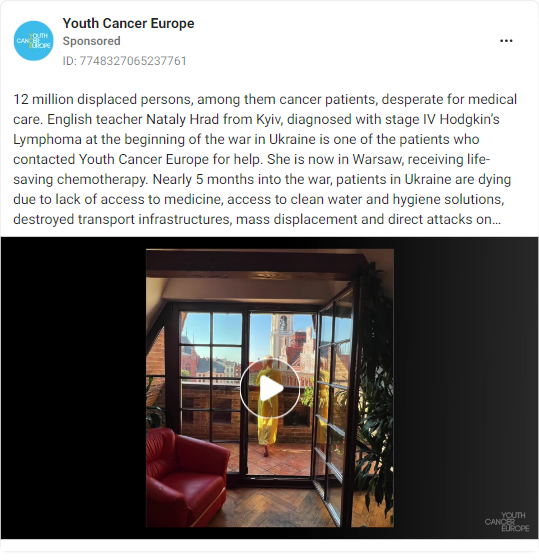 YOUTH
CANCER
EUROPE
Youth Cancer Europe
Sponsored
ID: 7748327065237761
12 million displaced persons, among them cancer patients, desperate for medical
care. English teacher Nataly Hrad from Kyiv, diagnosed with stage IV Hodgkin’s
Lymphoma at the beginning of the war in Ukraine is one of the patients who
contacted Youth Cancer Europe for help. She is now in Warsaw, receiving life-
saving chemotherapy. Nearly 5 months into the war, patients in Ukraine are dying
due to lack of access to medicine, access to clean water and hygiene solutions,
destroyed transport infrastructures, mass displacement and direct attacks on...
YOUTH
CANCER
EUROPE